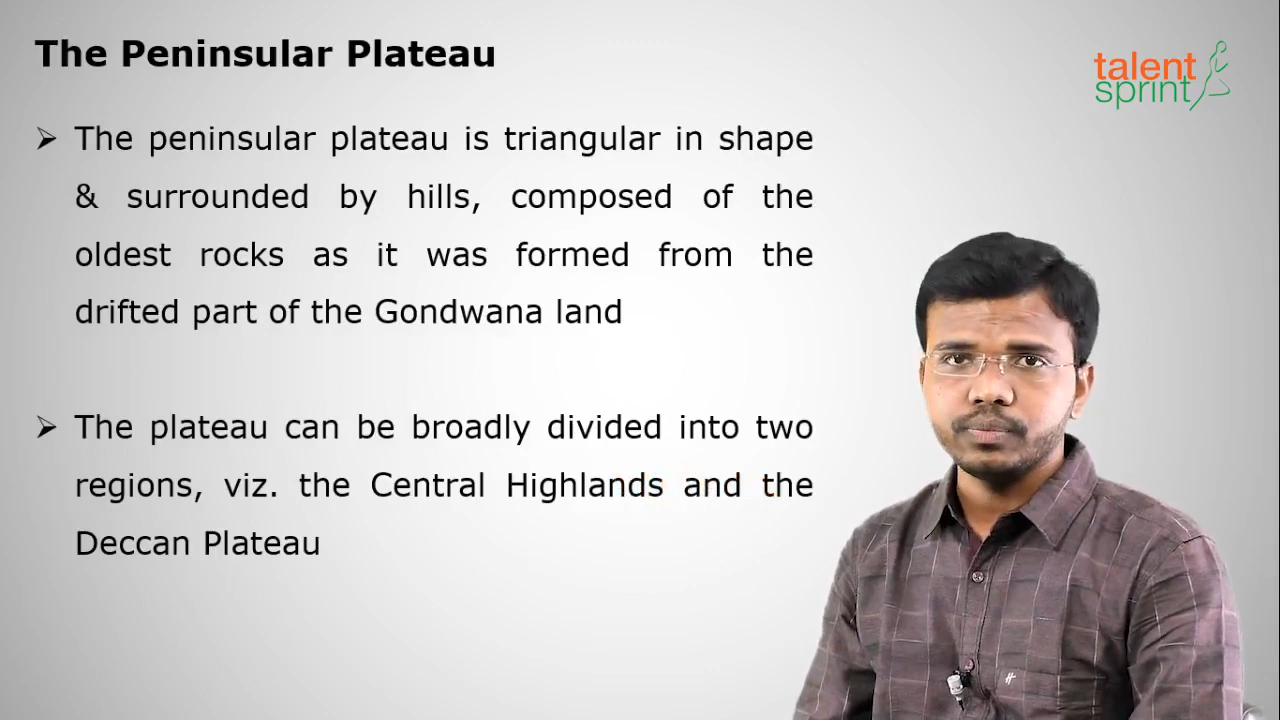 The Peninsular Plateau
talent
sprint
➢ The peninsular plateau is triangular in shape
& surrounded by hills, composed of the
oldest rocks as it was formed from the
drifted part of the Gondwana land
➢ The plateau can be broadly divided into two
regions, viz. the Central Highlands and the
Deccan Plateau